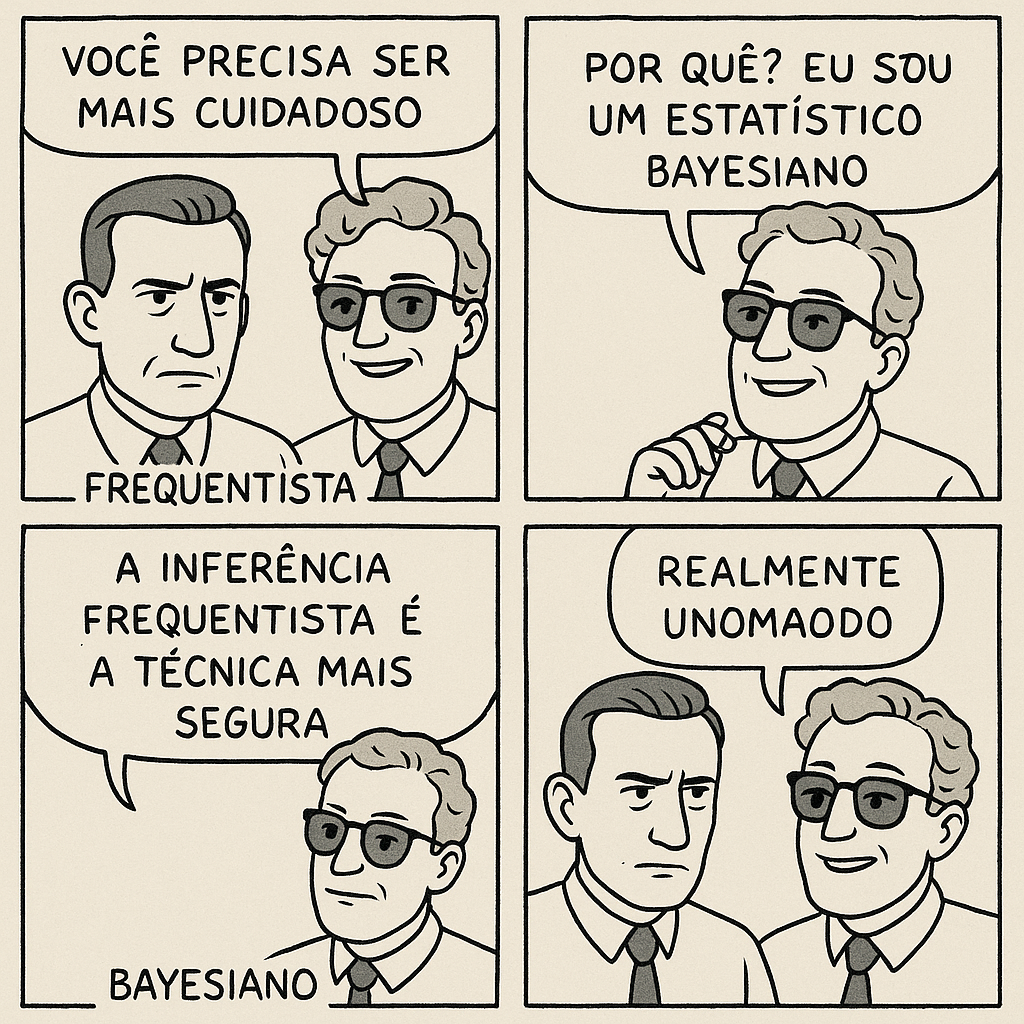 VOCÊ PRECISA SER
MAIS CUIDADOSO
FREQUENTISTA
POR QUÊ? EU SOU
UM ESTATÍSTICO
BAYESIANO
A INFERÊNCIA
FREQUENTISTA É
A TÉCNICA MAIS
SEGURA
BAYESIANO
REALMENTE
UNOMAODO